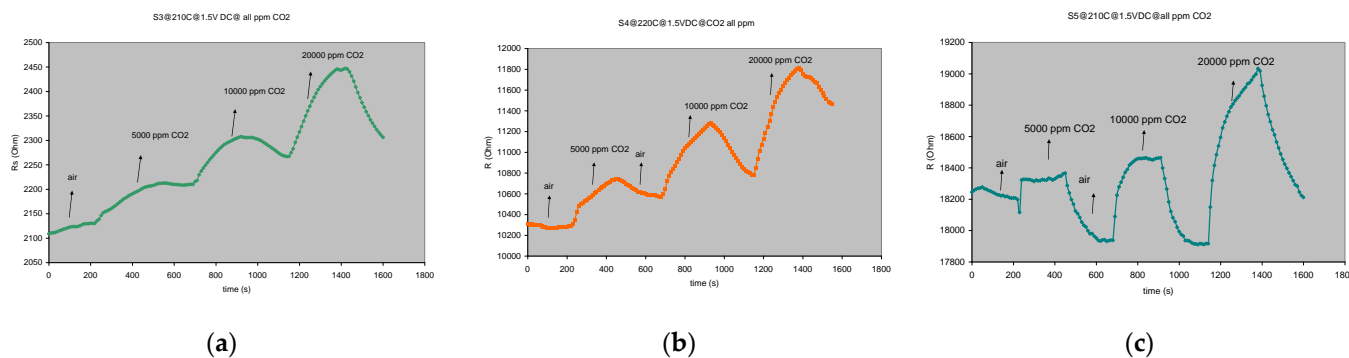 S3@210C@1.5V DC@ all ppm CO2
2500
2450
2400
2350
2300
2250
2200
2150
2100
2050
Rs (Ohm)
20000 ppm CO2
10000 ppm CO2
5000 ppm CO2
air
0 200 400 600 800 1000 1200 1400 1600 1800
time (s)
(a)
S4@220C@1.5VDC@CO2 all ppm
12000
11800
11600
11400
11200
11000
10800
10600
10400
10200
10000
R (Ohm)
20000 ppm CO2
10000 ppm CO2
5000 ppm CO2
air
air
0 200 400 600 800 1000 1200 1400 1600 1800
time (s)
(b)
S5@210C@1.5VDC@all ppm CO2
19200
19000
18800
18600
18400
18200
18000
17800
R (Ohm)
20000 ppm CO2
10000 ppm CO2
5000 ppm CO2
air
air
0 200 400 600 800 1000 1200 1400 1600 180
time (s)
(c)